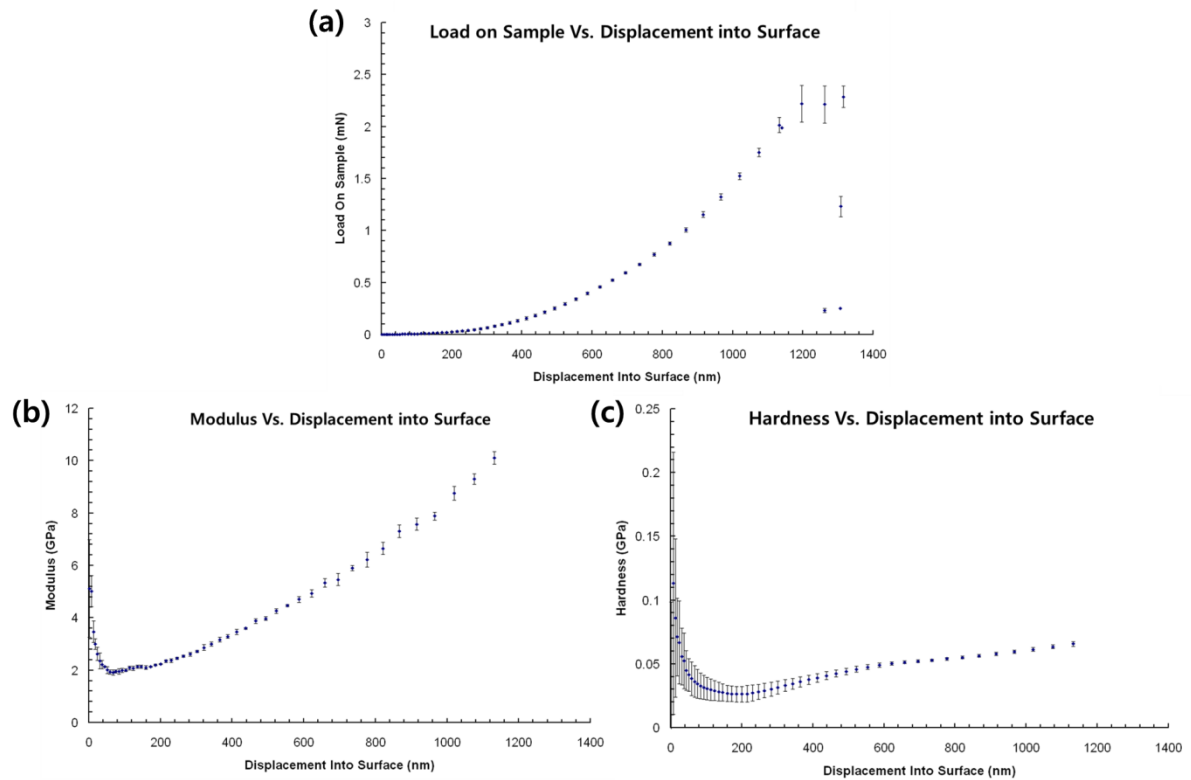 (a)
Load on Sample Vs. Displacement into Surface
3
2.5
2
1.5
1
0.5
0
Load On Sample (mN)
0 200 400 600 800 1000 1200 1400
Displacement Into Surface (nm)
(b)
Modulus Vs. Displacement into Surface
12
10
8
6
4
2
0
Modulus (GPa)
0 200 400 600 800 1000 1200 1400
Displacement Into Surface (nm)
(c)
Hardness Vs. Displacement into Surface
0.25
0.2
0.15
0.1
0.05
0
Hardness (GPa)
0 200 400 600 800 1000 1200 1400
Displacement Into Surface (nm)